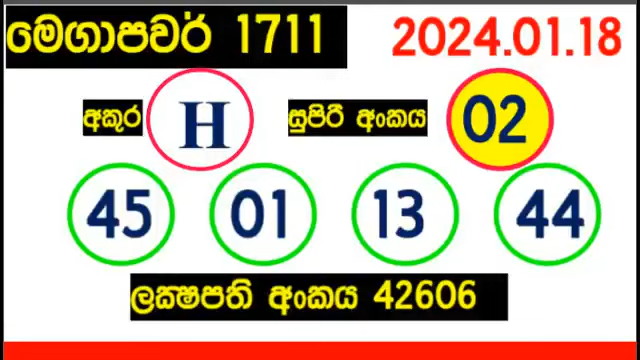 මෙගාපවර් 1711 2024.01.18
අකුර H සුපිරි අංකය 02
45 01 13 44
ලක්‍ෂපති අංකය 42606